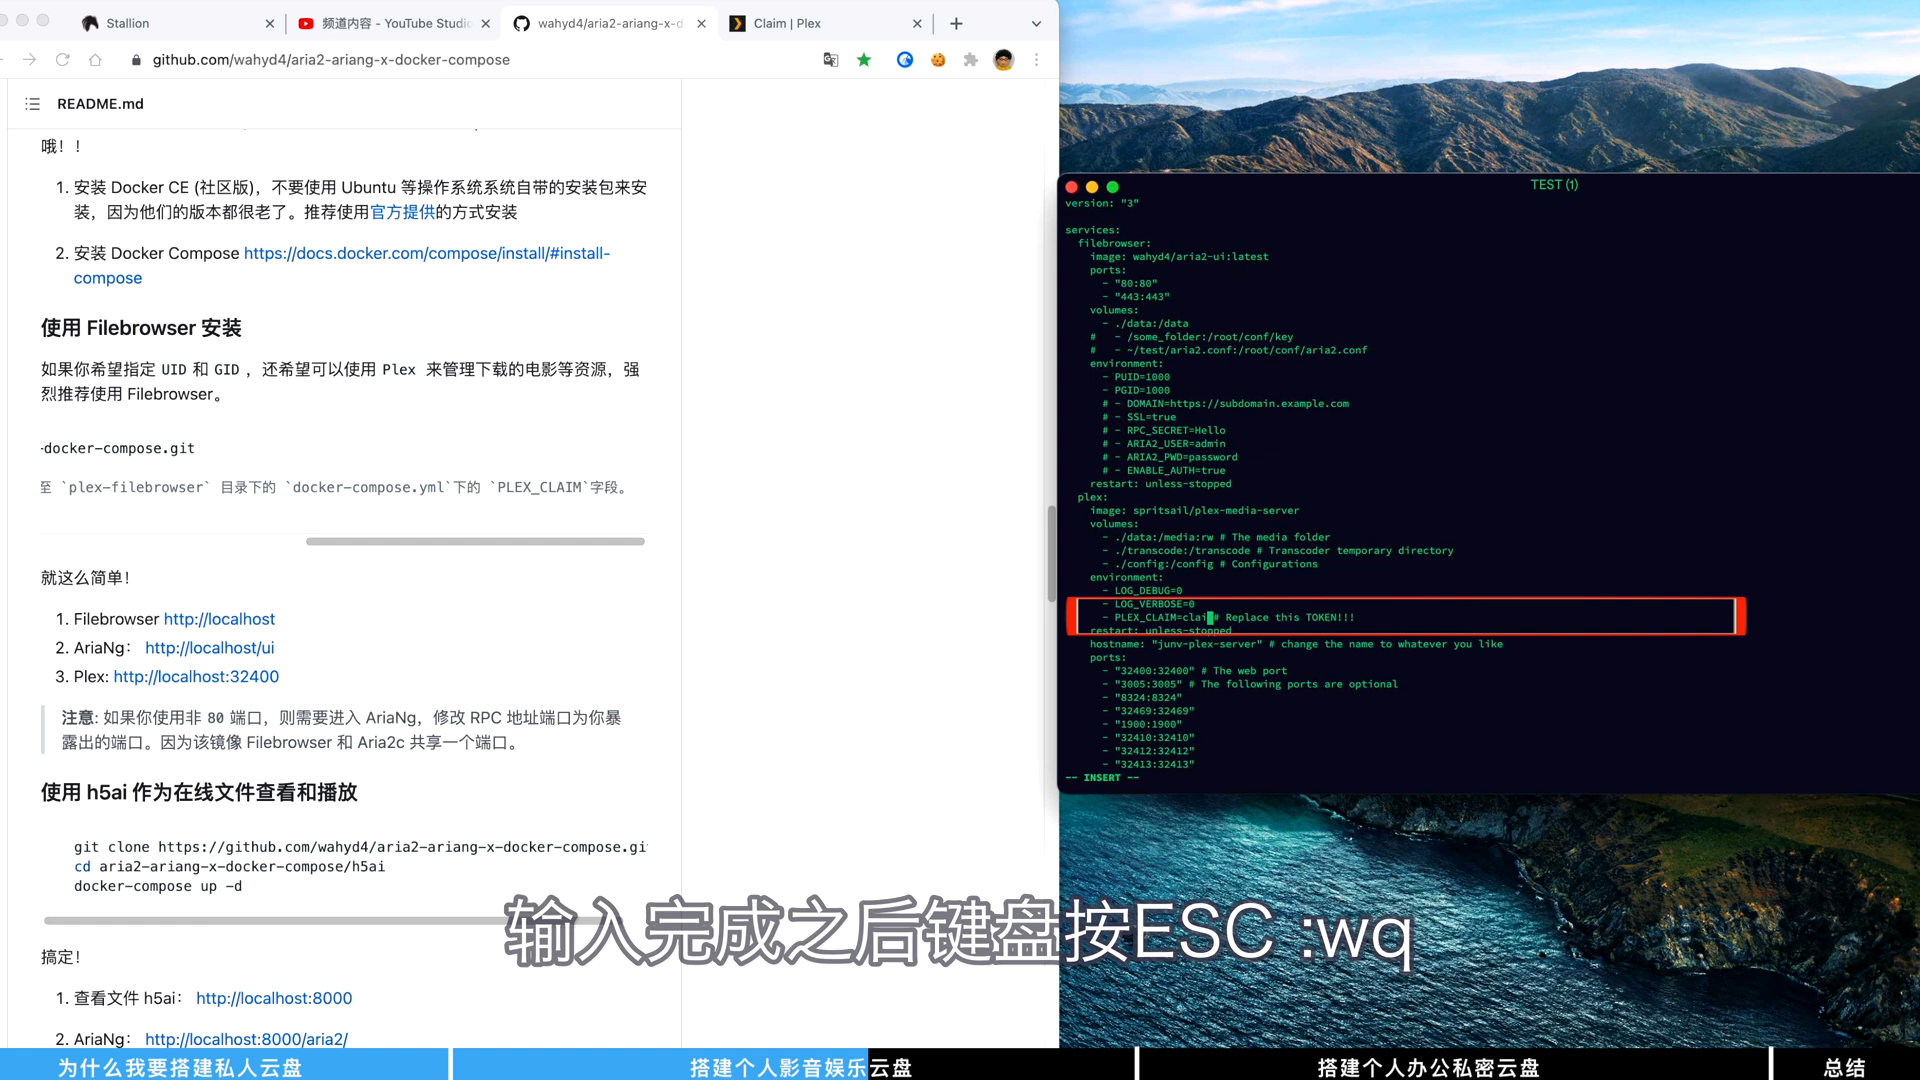 Stallion
频道内容 - YouTube Studio
wahyd4/aria2-ariang-x-d
Claim | Plex
github.com/wahyd4/aria2-ariang-x-docker-compose
README.md
哦！！
1. 安装 Docker CE (社区版)，不要使用 Ubuntu 等操作系统系统自带的安装包来安
装，因为他们的版本都很老了。推荐使用官方提供的方式安装
2. 安装 Docker Compose https://docs.docker.com/compose/install/#install-
compose
使用 Filebrowser 安装
如果你希望指定 UID 和 GID ，还希望可以使用 Plex 来管理下载的电影等资源，强
烈推荐使用 Filebrowser。
-docker-compose.git
至 `plex-filebrowser` 目录下的 `docker-compose.yml`下的 `PLEX_CLAIM`字段。
就这么简单！
1. Filebrowser http://localhost
2. AriaNg： http://localhost/ui
3. Plex: http://localhost:32400
注意: 如果你使用非 80 端口，则需要进入 AriaNg，修改 RPC 地址端口为你暴
露出的端口。因为该镜像 Filebrowser 和 Aria2c 共享一个端口。
使用 h5ai 作为在线文件查看和播放
git clone https://github.com/wahyd4/aria2-ariang-x-docker-compose.gi
cd aria2-ariang-x-docker-compose/h5ai
docker-compose up -d
搞定！
1. 查看文件 h5ai： http://localhost:8000
2. AriaNg： http://localhost:8000/aria2/
TEST (1)
version: "3"
services:
filebrowser:
image: wahyd4/aria2-ui:latest
ports:
- "80:80"
- "443:443"
volumes:
- ./data:/data
# - /some_folder:/root/conf/key
# - ~/test/aria2.conf:/root/conf/aria2.conf
environment:
- PUID=1000
- PGID=1000
# - DOMAIN=https://subdomain.example.com
# - SSL=true
# - RPC_SECRET=Hello
# - ARIA2_USER=admin
# - ARIA2_PWD=password
# - ENABLE_AUTH=true
restart: unless-stopped
plex:
image: spritsail/plex-media-server
volumes:
- ./data:/media:rw # The media folder
- ./transcode:/transcode # Transcoder temporary directory
- ./config:/config # Configurations
environment:
- LOG_DEBUG=0
- LOG_VERBOSE=0
- PLEX_CLAIM=clai # Replace this TOKEN!!!
restart: unless-stopped
hostname: "junv-plex-server" # change the name to whatever you like
ports:
- "32400:32400" # The web port
- "3005:3005" # The following ports are optional
- "8324:8324"
- "32469:32469"
- "1900:1900"
- "32410:32410"
- "32412:32412"
- "32413:32413"
-- INSERT --
输入完成之后键盘按ESC :wq
为什么我要搭建私人云盘
搭建个人影音娱乐云盘
搭建个人办公私密云盘
总结